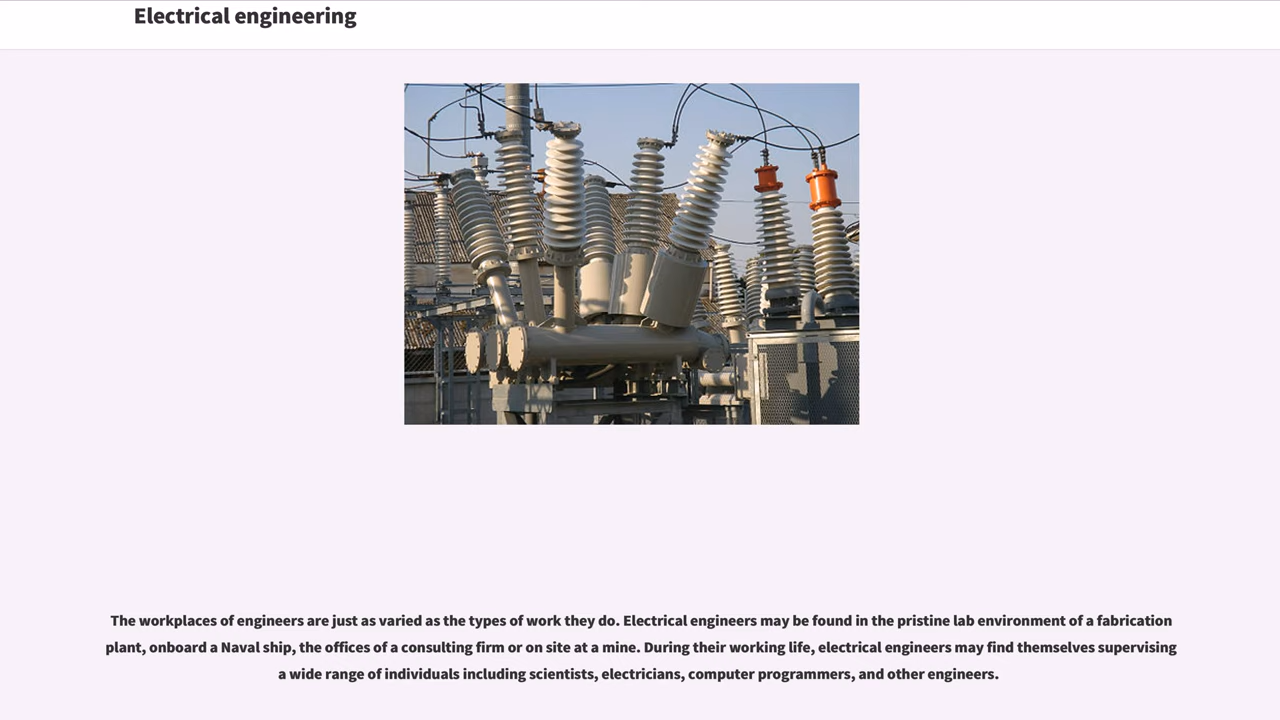 Electrical engineering
The workplaces of engineers are just as varied as the types of work they do. Electrical engineers may be found in the pristine lab environment of a fabrication
plant, onboard a Naval ship, the offices of a consulting firm or on site at a mine. During their working life, electrical engineers may find themselves supervising
a wide range of individuals including scientists, electricians, computer programmers, and other engineers.